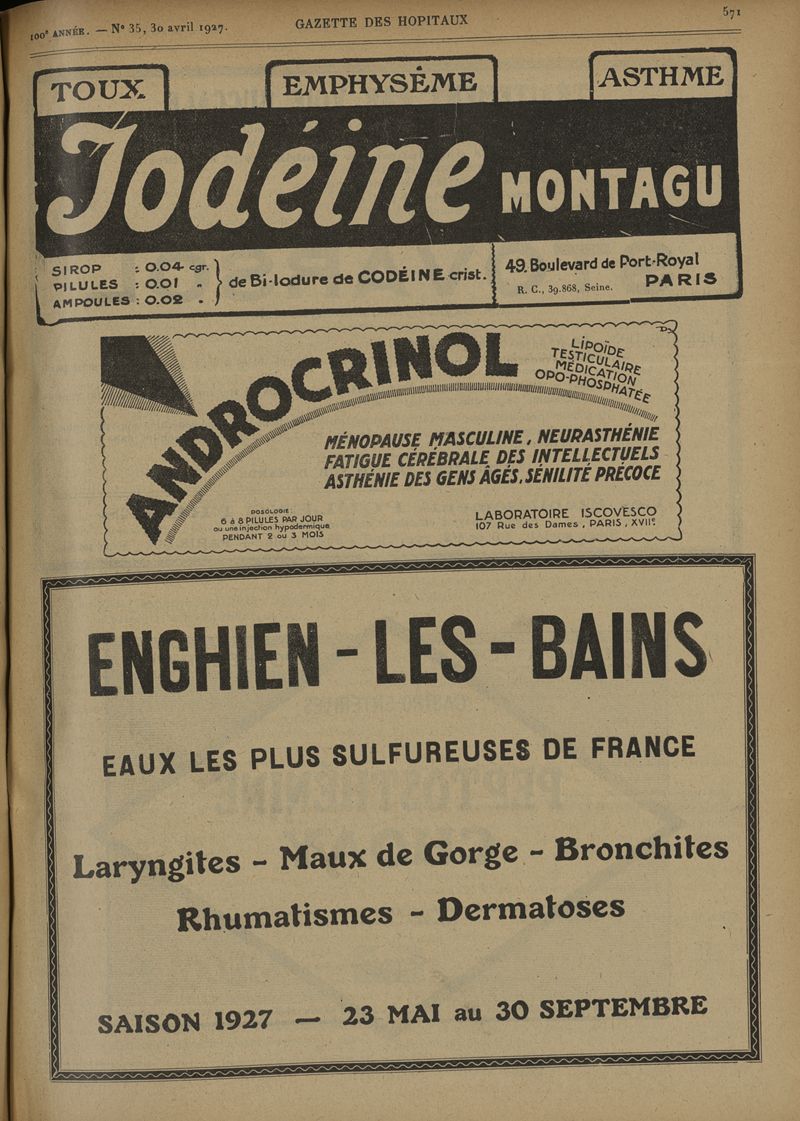 100e ANNÉE. — No 35, 30 avril 1927.
GAZETTE DES HOPITAUX
571
TOUX
EMPHYSÈME
ASTHME
Iodéine MONTAGU
SIROP : 0.04 cgr.
PILULES : 0.01 "
AMPOULES : 0.02 "
de Bi-Iodure de CODÉINE crist.
49, Boulevard de Port-Royal
R. C., 39.868, Seine. PARIS
ANDROCRINOL
LIPOÏDE
TESTICULAIRE
MÉDICATION
OPO-PHOSPHATÉE
MÉNOPAUSE MASCULINE, NEURASTHÉNIE
FATIGUE CÉRÉBRALE DES INTELLECTUELS
ASTHÉNIE DES GENS ÂGÉS, SÉNILITÉ PRÉCOCE
POSOLOGIE :
6 à 8 PILULES PAR JOUR
ou une injection hypodermique
PENDANT 2 ou 3 MOIS
LABORATOIRE ISCOVESCO
107 Rue des Dames, PARIS, XVIIe
ENGHIEN - LES - BAINS
EAUX LES PLUS SULFUREUSES DE FRANCE
Laryngites - Maux de Gorge - Bronchites
Rhumatismes - Dermatoses
SAISON 1927 — 23 MAI au 30 SEPTEMBRE